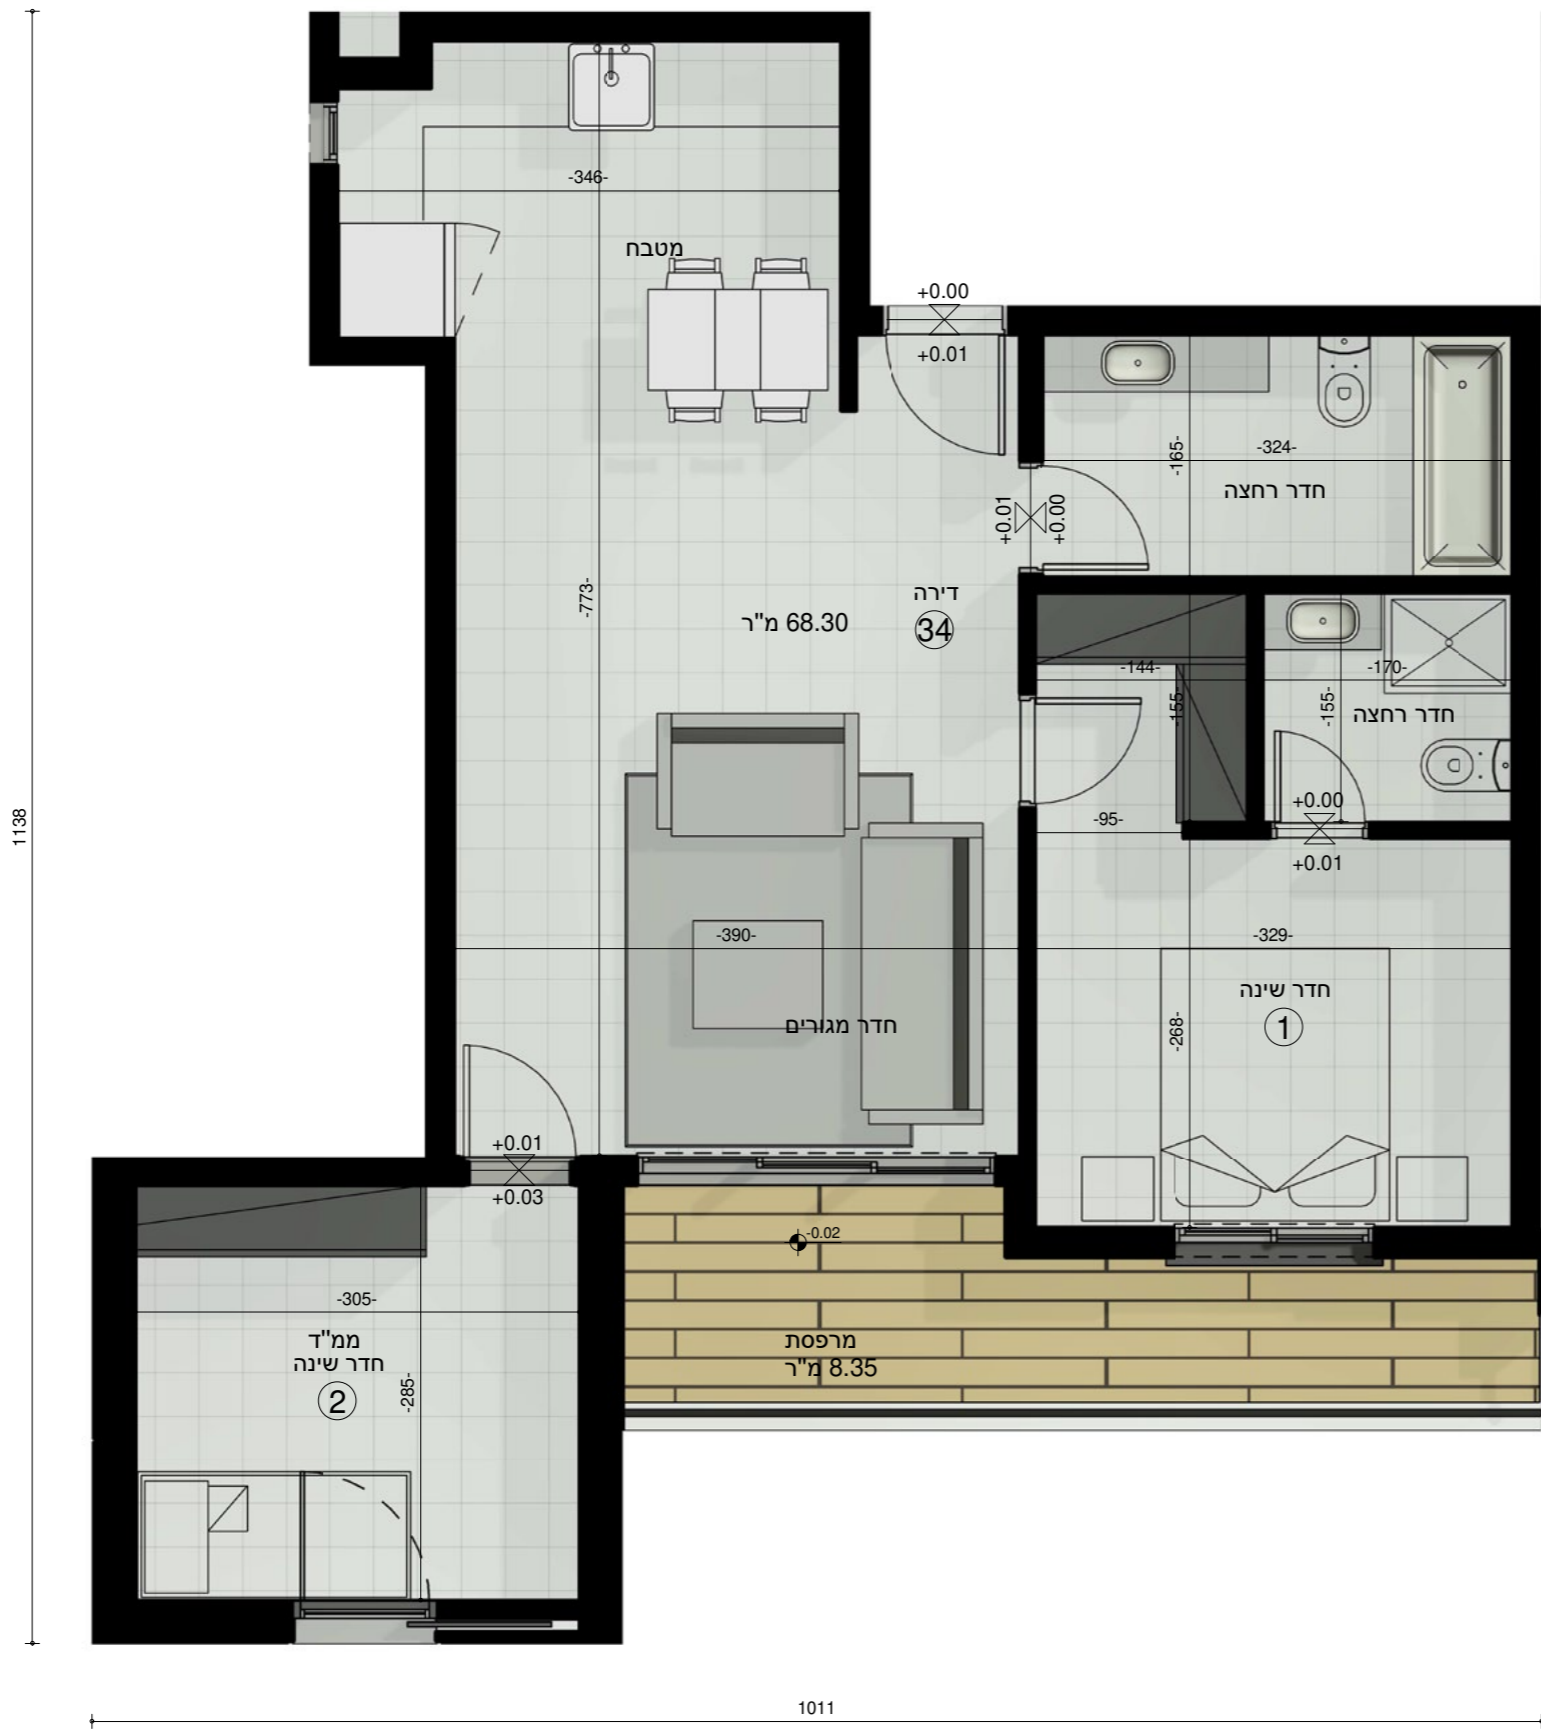 -346-
מטבח
+0.00
+0.01
-165-
-324-
חדר רחצה
+0.01
+0.00
-773-
דירה
34
68.30 מ"ר
-144-
-155-
-170-
-155-
חדר רחצה
+0.00
+0.01
-95-
1138
-390-
-329-
חדר שינה
1
-268-
חדר מגורים
+0.01
+0.03
-0.02
-305-
ממ"ד
חדר שינה
2
-285-
מרפסת
8.35 מ"ר
1011